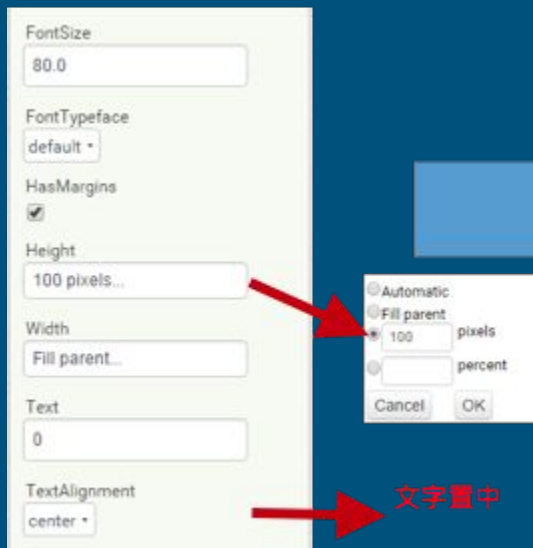 FontSize
80.0
FontTypeface
default
HasMargins
Height
100 pixels...
Width
Fill parent...
Text
0
TextAlignment
center
Automatic
Fill parent
100 pixels
percent
Cancel OK
文字置中